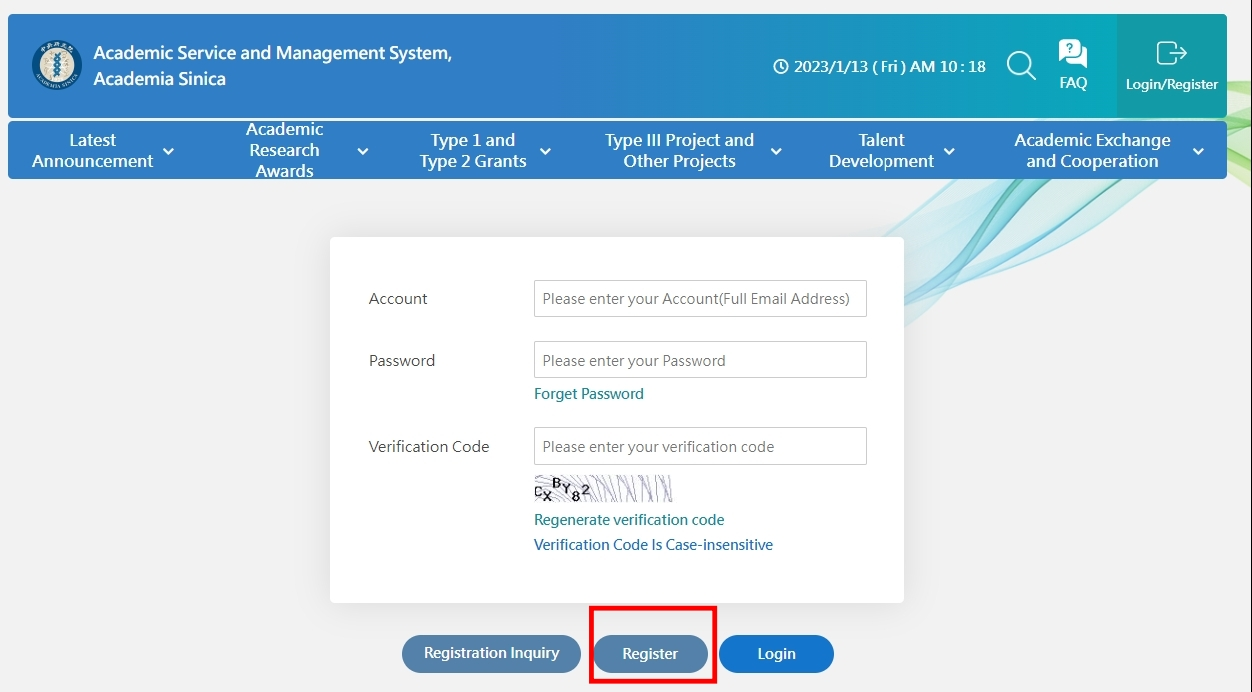 Academic Service and Management System,
Academia Sinica
2023/1/13 ( Fri ) AM 10 : 18
?
FAQ
Login/Register
Latest
Announcement
Academic
Research
Awards
Type 1 and
Type 2 Grants
Type III Project and
Other Projects
Talent
Development
Academic Exchange
and Cooperation
Account
Please enter your Account(Full Email Address)
Password
Please enter your Password
Forget Password
Verification Code
Please enter your verification code
CXBY82
Regenerate verification code
Verification Code Is Case-insensitive
Registration Inquiry
Register
Login